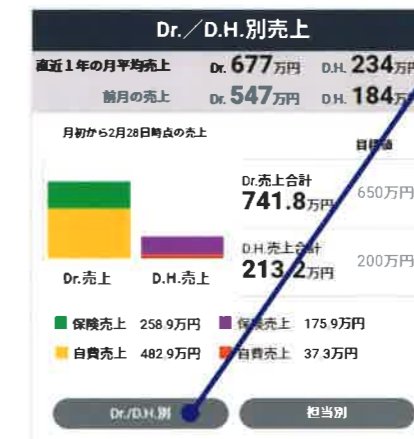 Dr.／D.H.別売上
直近1年の月平均売上 Dr. 677万円 D.H. 234万円
前月の売上 Dr. 547万円 D.H. 184万
月初から2月28日時点の売上
目標値
Dr.売上合計
741.8万円 650万円
D.H.売上合計
213.2万円 200万円
Dr.売上 D.H.売上
保険売上 258.9万円 保険売上 175.9万円
自費売上 482.9万円 自費売上 37.3万円
Dr./D.H.別 担当別